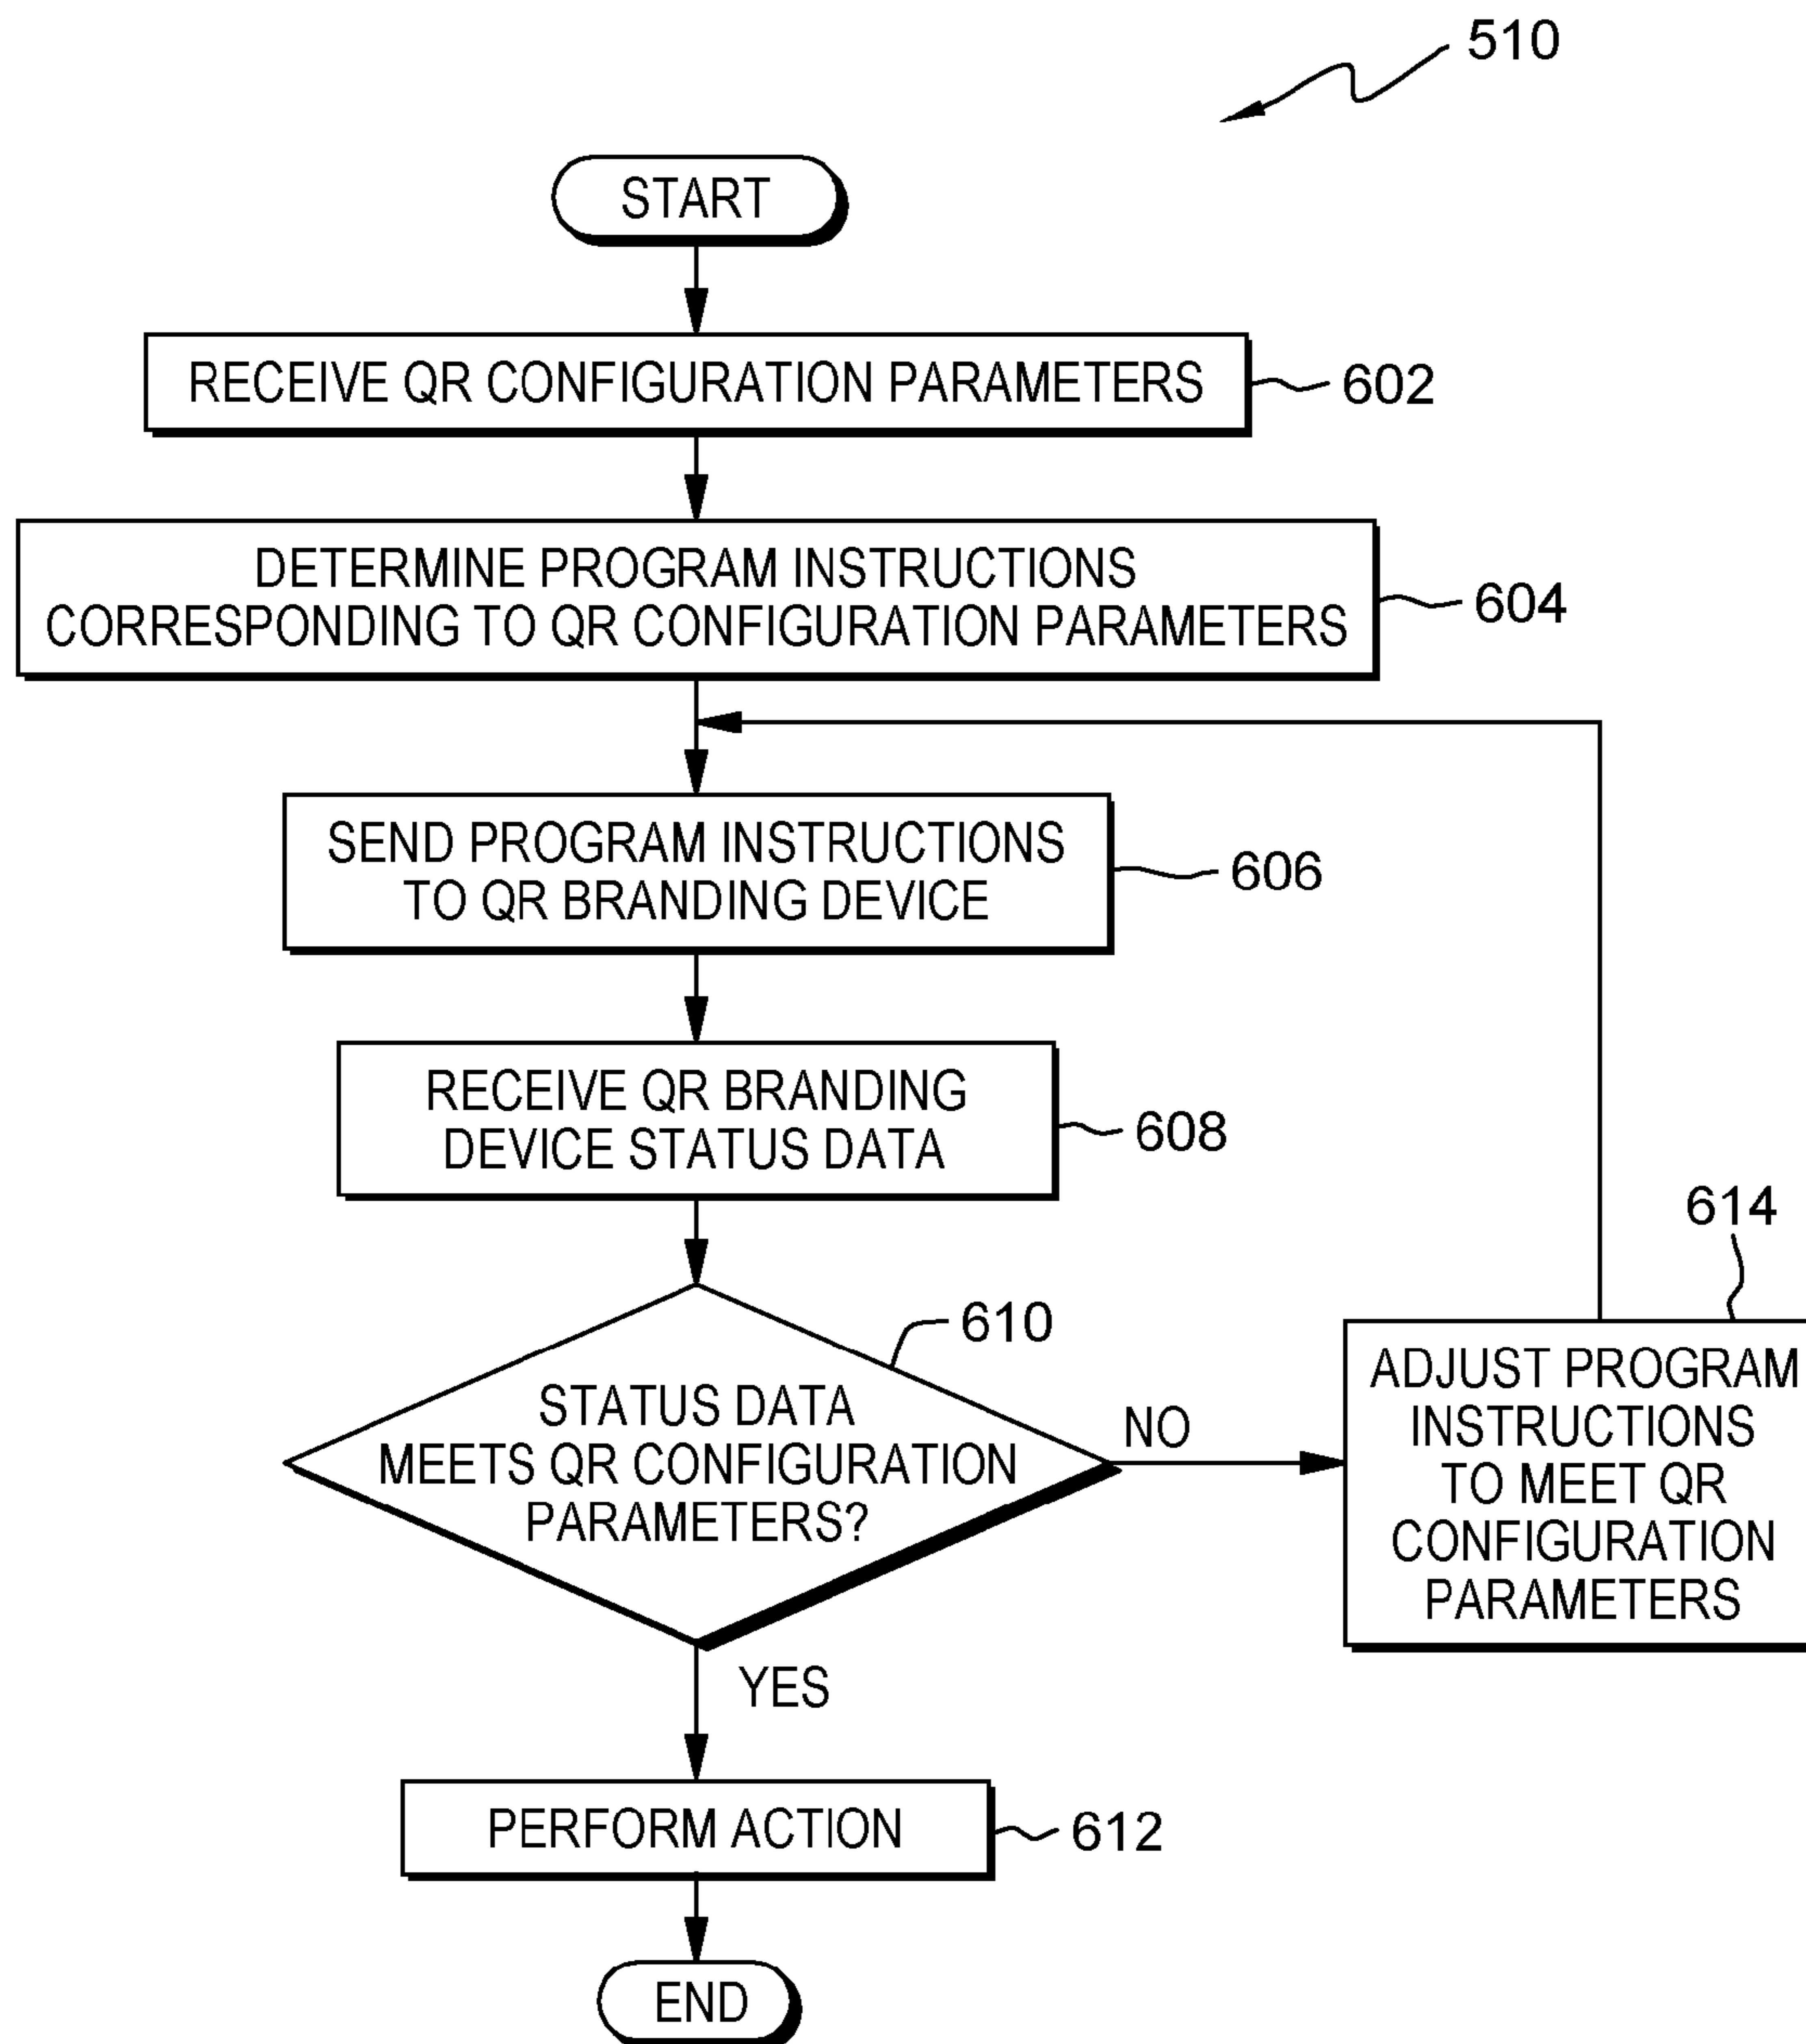 510
START
RECEIVE QR CONFIGURATION PARAMETERS
602
DETERMINE PROGRAM INSTRUCTIONS
CORRESPONDING TO QR CONFIGURATION PARAMETERS
604
SEND PROGRAM INSTRUCTIONS
TO QR BRANDING DEVICE
606
RECEIVE QR BRANDING
DEVICE STATUS DATA
608
610
STATUS DATA
MEETS QR CONFIGURATION
PARAMETERS?
NO
614
ADJUST PROGRAM
INSTRUCTIONS
TO MEET QR
CONFIGURATION
PARAMETERS
YES
PERFORM ACTION
612
END